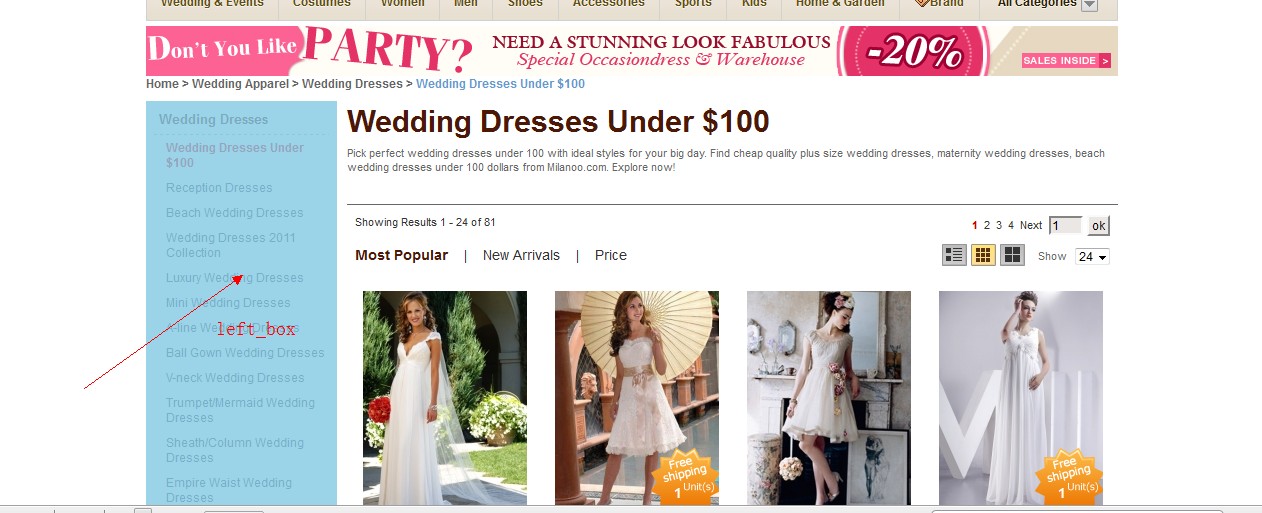 Wedding & Events Costumes Women Men Shoes Accessories Sports Kids Home & Garden Brand All Categories
Don't You Like PARTY? NEED A STUNNING LOOK FABULOUS
Special Occasiondress & Warehouse
-20%
SALES INSIDE >
Home > Wedding Apparel > Wedding Dresses > Wedding Dresses Under $100
Wedding Dresses
Wedding Dresses Under
$100
Reception Dresses
Beach Wedding Dresses
Wedding Dresses 2011
Collection
Luxury Wedding Dresses
Mini Wedding Dresses
A-line Wedding Dresses
left_box
Ball Gown Wedding Dresses
V-neck Wedding Dresses
Trumpet/Mermaid Wedding
Dresses
Sheath/Column Wedding
Dresses
Empire Waist Wedding
Dresses
Wedding Dresses Under $100
Pick perfect wedding dresses under 100 with ideal styles for your big day. Find cheap quality plus size wedding dresses, maternity wedding dresses, beach
wedding dresses under 100 dollars from Milanoo.com. Explore now!
Showing Results 1 - 24 of 81
1 2 3 4 Next 1 ok
Most Popular | New Arrivals | Price
Show 24
Free
shipping
1 Unit(s)
MILA
Free
shipping
1 Unit(s)